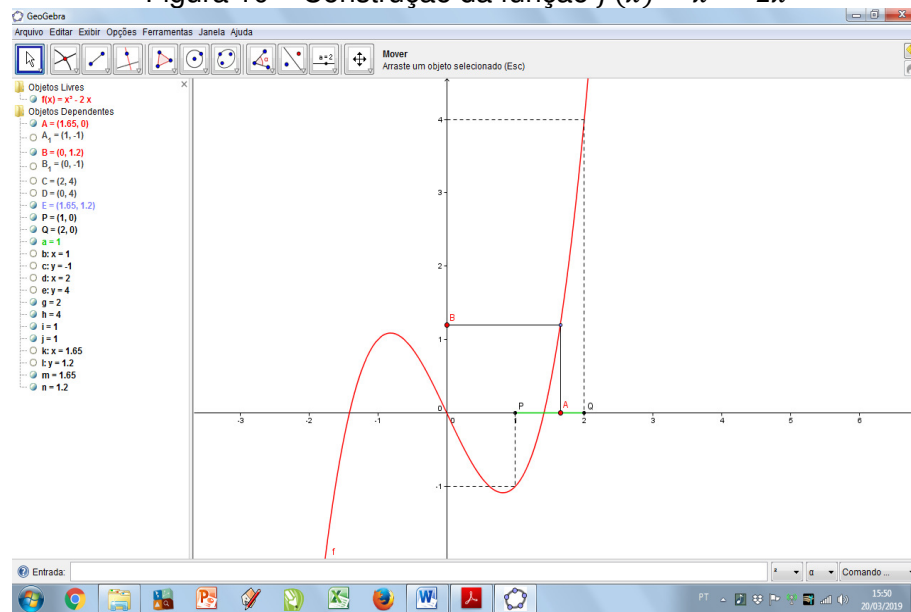 Figura 10 – Construção da função f(x) = x³ − 2x
GeoGebra
Arquivo Editar Exibir Opções Ferramentas Janela Ajuda
a = 2
Mover
Arraste um objeto selecionado (Esc)
Objetos Livres
f(x) = x³ - 2 x
Objetos Dependentes
A = (1.65, 0)
A₁ = (1, -1)
B = (0, 1.2)
B₁ = (0, -1)
C = (2, 4)
D = (0, 4)
E = (1.65, 1.2)
P = (1, 0)
Q = (2, 0)
a = 1
b: x = 1
c: y = -1
d: x = 2
e: y = 4
g = 2
h = 4
i = 1
j = 1
k: x = 1.65
l: y = 1.2
m = 1.65
n = 1.2
4
3
2
B
1
P A Q
0
-3 -2 -1 1 2 3 4 5 6
-1
f
Entrada:
² α Comando ...
PT 15:50
20/03/2019